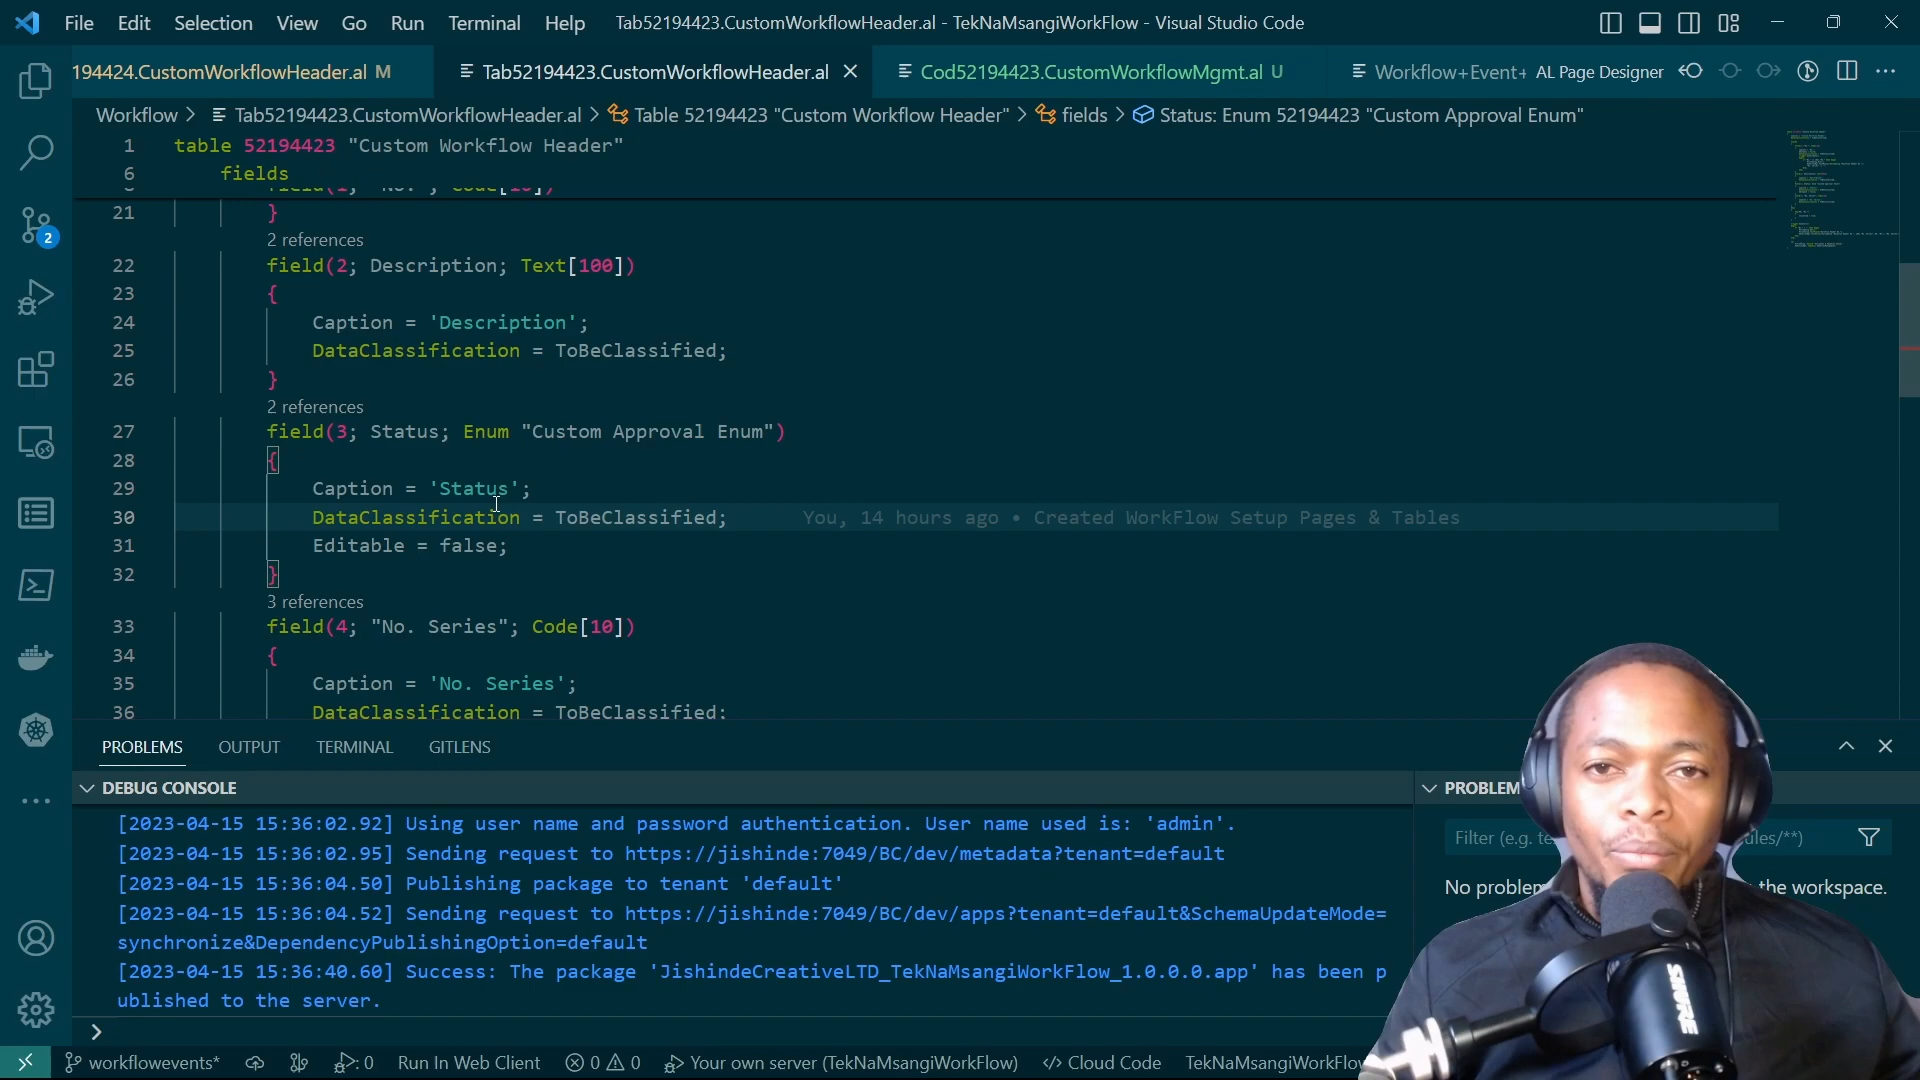 File Edit Selection View Go Run Terminal Help Tab52194423.CustomWorkflowHeader.al - TekNaMsangiWorkFlow - Visual Studio Code
194424.CustomWorkflowHeader.al M Tab52194423.CustomWorkflowHeader.al Cod52194423.CustomWorkflowMgmt.al U Workflow+Event+ AL Page Designer
Workflow > Tab52194423.CustomWorkflowHeader.al > Table 52194423 "Custom Workflow Header" > fields > Status: Enum 52194423 "Custom Approval Enum"
1 table 52194423 "Custom Workflow Header"
6 fields
21 }
2 references
22 field(2; Description; Text[100])
23 {
24 Caption = 'Description';
25 DataClassification = ToBeClassified;
26 }
2 references
27 field(3; Status; Enum "Custom Approval Enum")
28 {
29 Caption = 'Status';
30 DataClassification = ToBeClassified; You, 14 hours ago • Created WorkFlow Setup Pages & Tables
31 Editable = false;
32 }
3 references
33 field(4; "No. Series"; Code[10])
34 {
35 Caption = 'No. Series';
36 DataClassification = ToBeClassified;
2
PROBLEMS OUTPUT TERMINAL GITLENS
DEBUG CONSOLE
[2023-04-15 15:36:02.92] Using user name and password authentication. User name used is: 'admin'.
[2023-04-15 15:36:02.95] Sending request to https://jishinde:7049/BC/dev/metadata?tenant=default
[2023-04-15 15:36:04.50] Publishing package to tenant 'default'
[2023-04-15 15:36:04.52] Sending request to https://jishinde:7049/BC/dev/apps?tenant=default&SchemaUpdateMode=
synchronize&DependencyPublishingOption=default
[2023-04-15 15:36:40.60] Success: The package 'JishindeCreativeLTD_TekNaMsangiWorkFlow_1.0.0.0.app' has been p
ublished to the server.
>
PROBLEM
Filter (e.g. te ules/**)
No problem the workspace.
SHURE
workflowevents* 0 Run In Web Client 0 0 Your own server (TekNaMsangiWorkFlow) Cloud Code TekNaMsangiWorkFlow